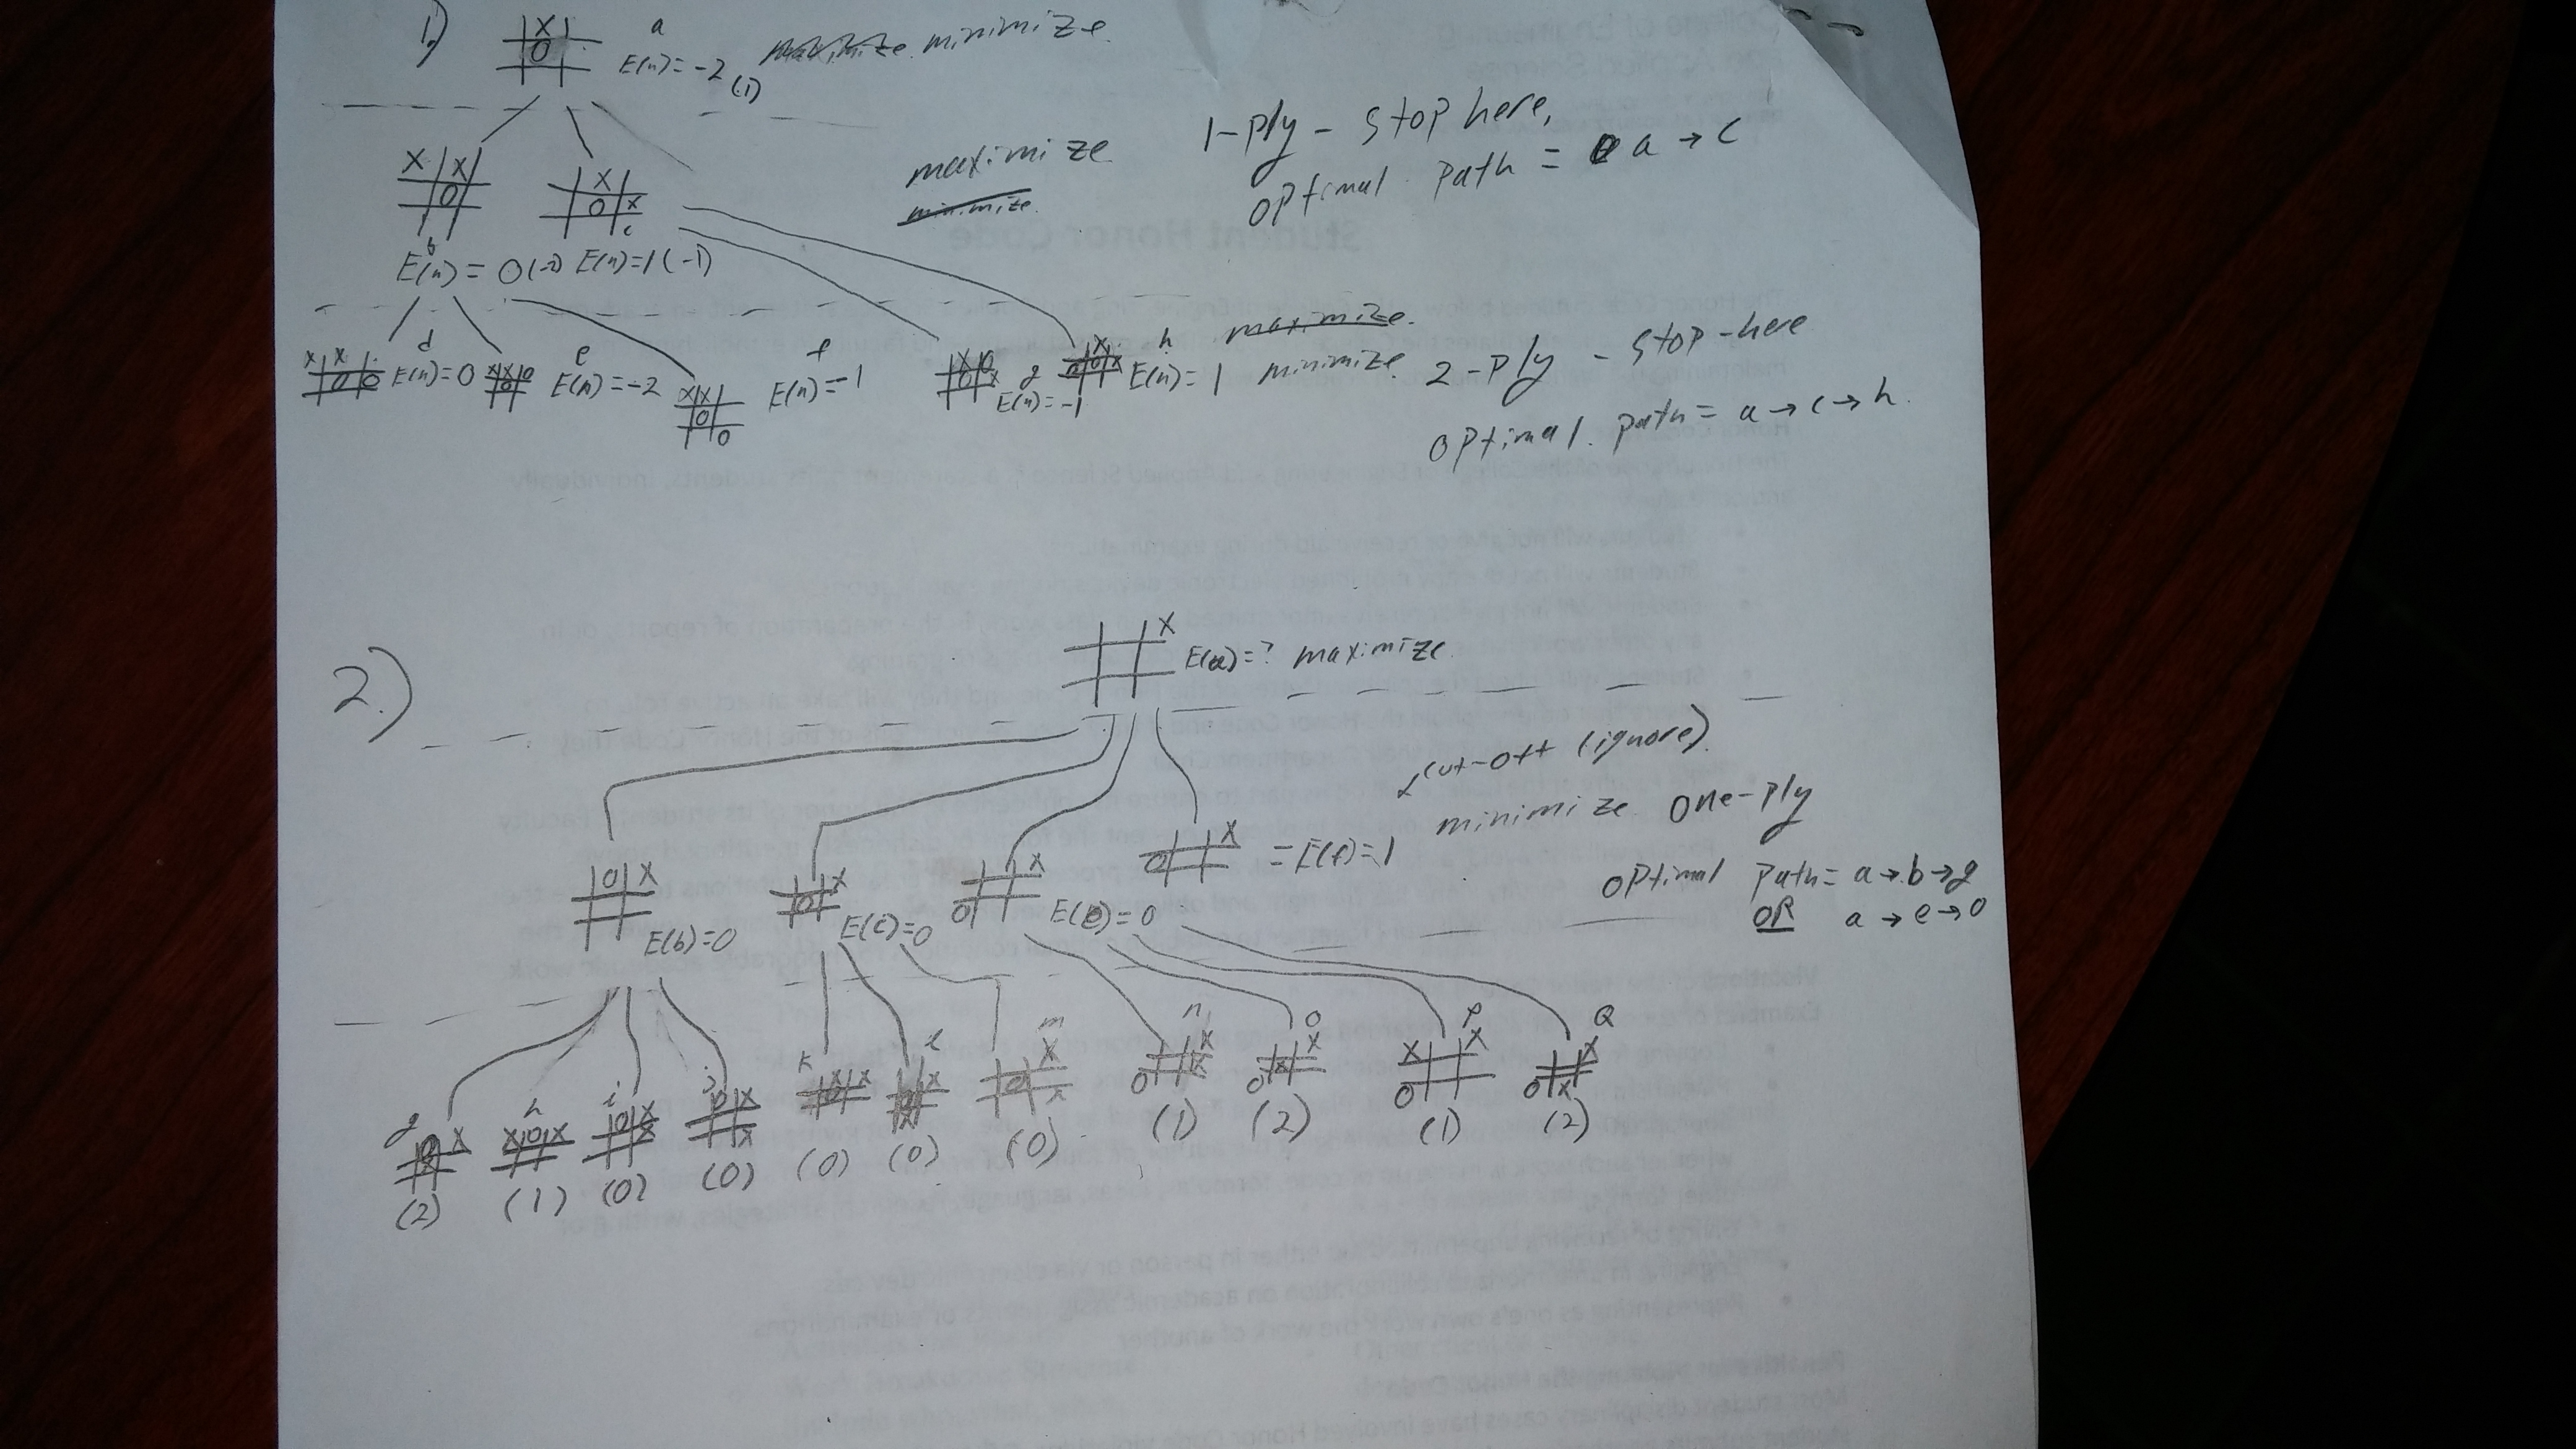 1)
a
E(n) = -2 (1) minimize.
maximize
minimize
1-Ply - Stop here,
optimal path = a → c
b
E(n) = 0 (-2) E(n) = 1 (-1)
c
d
E(n) = 0
e
E(n) = -2
f
E(n) = -1
g
E(n) = -1
h
E(n) = 1 minimize. 2-Ply - Stop-here
maximize.
optimal path = a → c → h.
2.)
E(a) = ? maximize.
(cut-off (ignore)
E(b) = 0
E(c) = 0
E(e) = 0
= E(f) = 1
minimize. One-Ply
optimal path = a → b → g
OR a → e → o
g h i j k l m n o p q
(2) (1) (0) (0) (0) (0) (0) (1) (2) (1) (2)